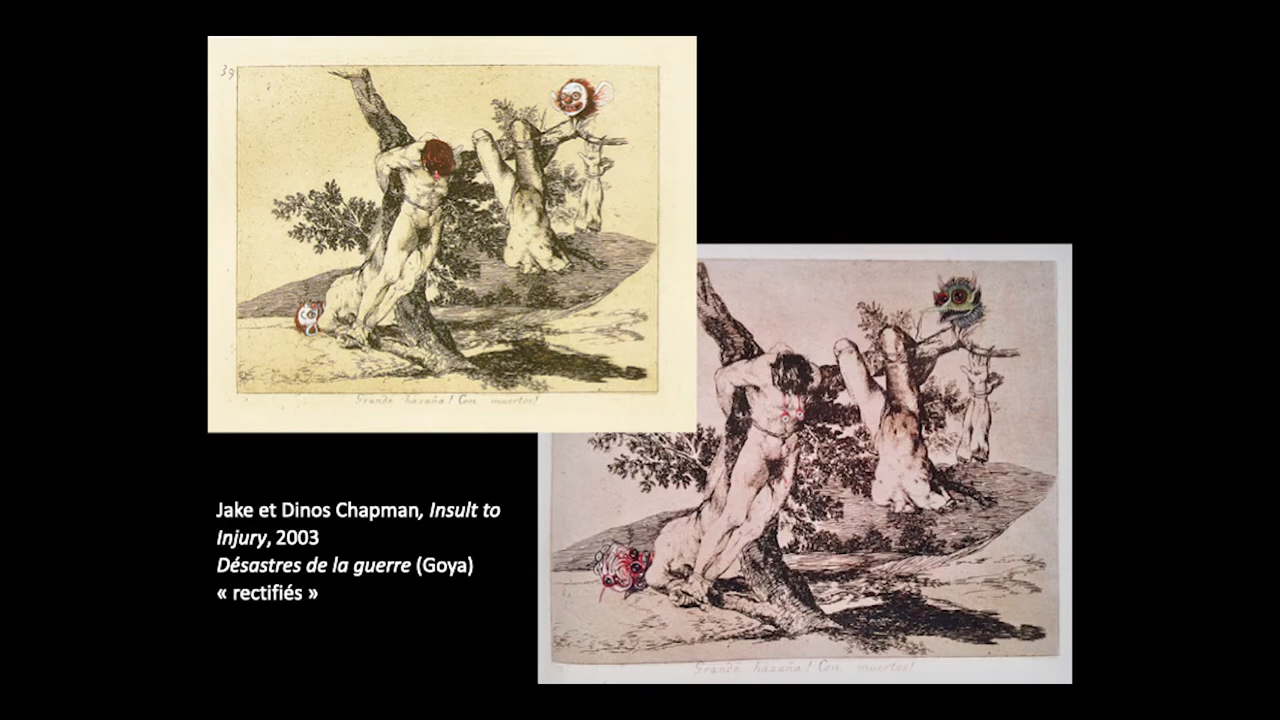 39
Grande hazaña! Con muertos!
Grande hazaña! Con muertos!
Jake et Dinos Chapman, Insult to
Injury, 2003
Désastres de la guerre (Goya)
« rectifiés »